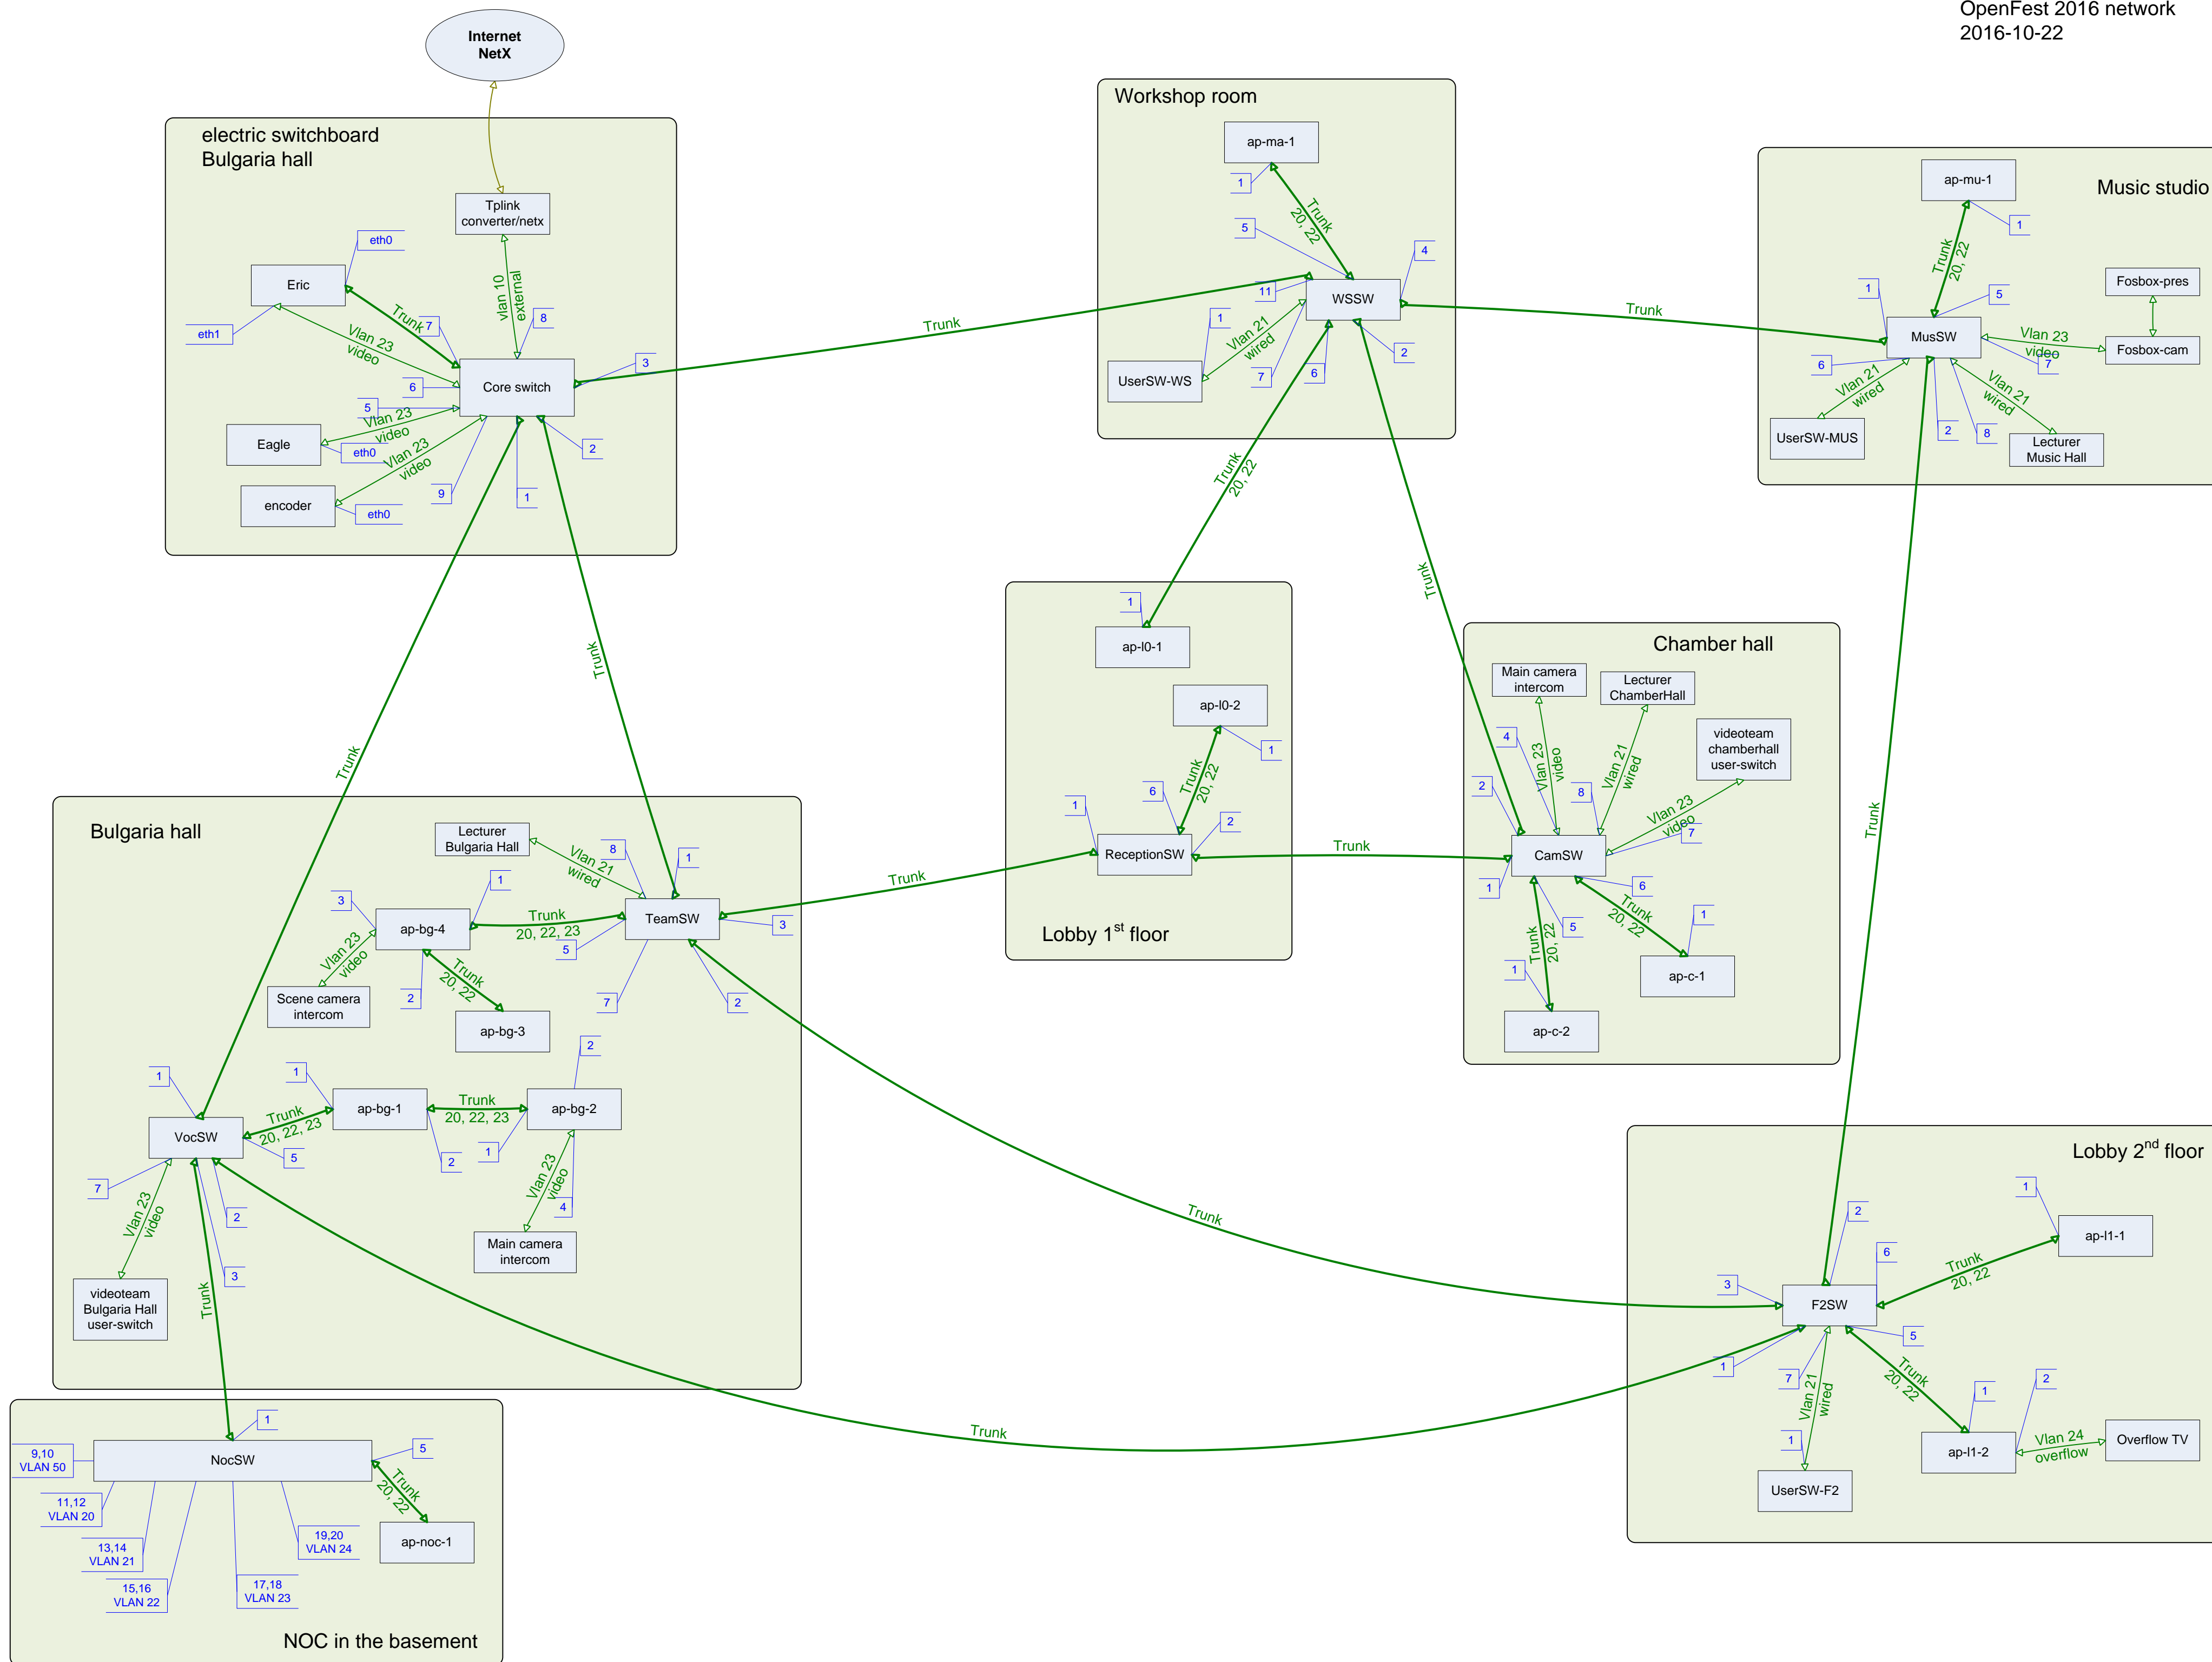 OpenFest 2016 network
2016-10-22
Internet
NetX
electric switchboard
Bulgaria hall
Tplink
converter/netx
eth0
Eric
eth1
Trunk
vlan 10
external
7
8
Vlan 23
video
3
Core switch
6
5
Vlan 23
video
Eagle
eth0
Vlan 23
video
2
9
1
encoder
eth0
Workshop room
ap-ma-1
1
Trunk
20, 22
5
4
11
WSSW
1
Vlan 21
wired
2
UserSW-WS
7
6
Trunk
Trunk
Trunk
20, 22
Trunk
Music studio
ap-mu-1
1
Trunk
20, 22
Fosbox-pres
1
5
MusSW
Vlan 23
video
Fosbox-cam
6
7
Vlan 21
wired
Vlan 21
wired
UserSW-MUS
2
8
Lecturer
Music Hall
Trunk
Trunk
Trunk
1
ap-l0-1
ap-l0-2
1
Trunk
20, 22
6
1
2
ReceptionSW
Lobby 1st floor
Trunk
Trunk
Chamber hall
Main camera
intercom
Lecturer
ChamberHall
videoteam
chamberhall
user-switch
4
Vlan 23
video
Vlan 21
wired
2
8
Vlan 23
video
7
CamSW
1
6
Trunk
20, 22
5
Trunk
20, 22
1
1
ap-c-1
ap-c-2
Bulgaria hall
Lecturer
Bulgaria Hall
8
1
Vlan 21
wired
1
3
ap-bg-4
Trunk
20, 22, 23
TeamSW
3
5
Vlan 23
video
Trunk
20, 22
2
7
2
Scene camera
intercom
ap-bg-3
2
1
1
ap-bg-1
Trunk
20, 22, 23
ap-bg-2
Trunk
20, 22, 23
VocSW
5
2
1
7
Vlan 23
video
Vlan 23
video
4
2
3
Main camera
intercom
videoteam
Bulgaria Hall
user-switch
Trunk
Trunk
Trunk
Lobby 2nd floor
1
2
ap-l1-1
6
Trunk
20, 22
3
F2SW
5
1
7
Vlan 21
wired
Trunk
20, 22
1
2
1
ap-l1-2
Vlan 24
overflow
Overflow TV
UserSW-F2
1
5
9,10
VLAN 50
NocSW
Trunk
20, 22
11,12
VLAN 20
13,14
VLAN 21
19,20
VLAN 24
ap-noc-1
15,16
VLAN 22
17,18
VLAN 23
NOC in the basement